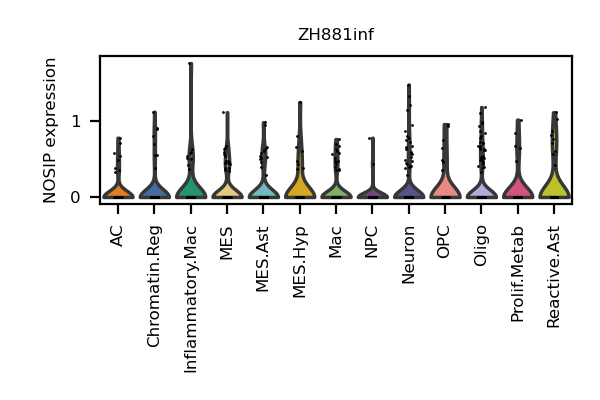 ZH881inf
NOSIP expression
1
0
AC
Chromatin.Reg
Inflammatory.Mac
MES
MES.Ast
MES.Hyp
Mac
NPC
Neuron
OPC
Oligo
Prolif.Metab
Reactive.Ast